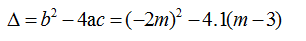 Δ = b² − 4ac = (−2m)² − 4.1(m − 3)